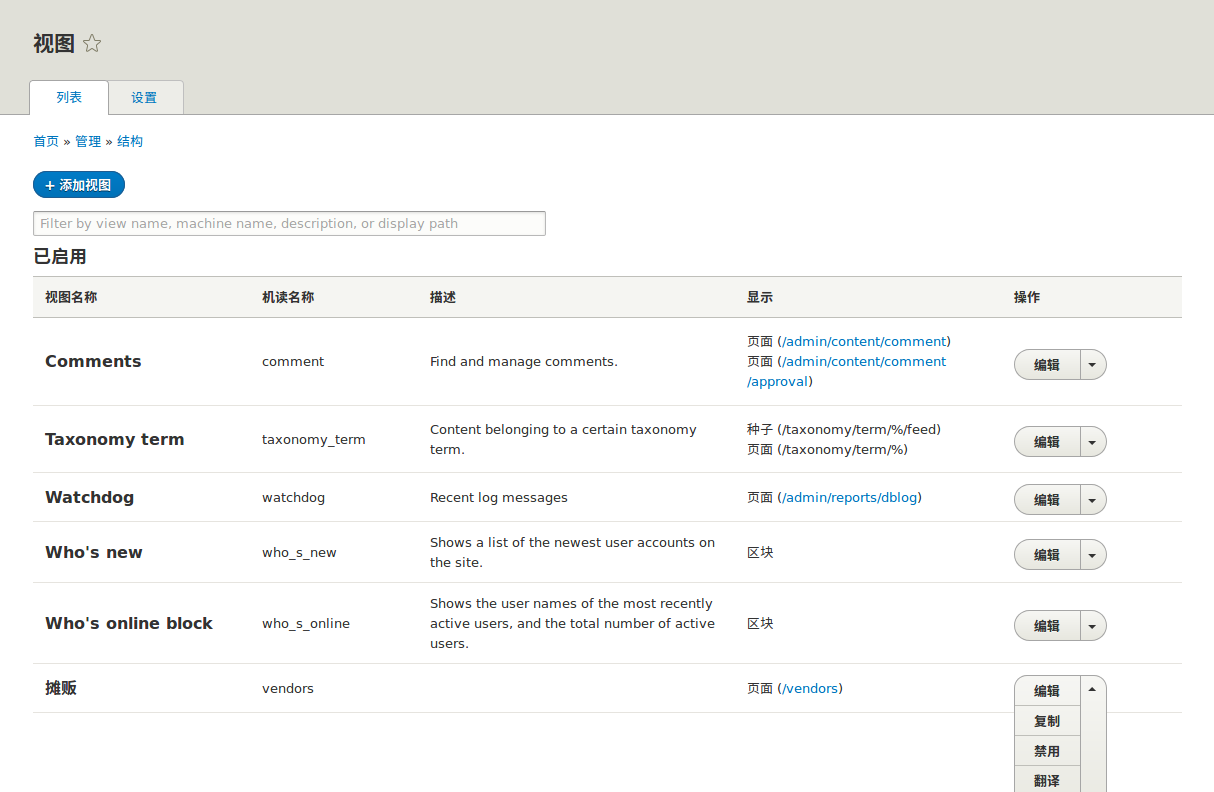 视图
列表 设置
首页 » 管理 » 结构
+ 添加视图
Filter by view name, machine name, description, or display path
已启用
视图名称 机读名称 描述 显示 操作
Comments comment Find and manage comments. 页面 (/admin/content/comment)
页面 (/admin/content/comment
/approval)
编辑
Taxonomy term taxonomy_term Content belonging to a certain taxonomy
term.
种子 (/taxonomy/term/%/feed)
页面 (/taxonomy/term/%)
编辑
Watchdog watchdog Recent log messages 页面 (/admin/reports/dblog) 编辑
Who's new who_s_new Shows a list of the newest user accounts on
the site.
区块 编辑
Who's online block who_s_online Shows the user names of the most recently
active users, and the total number of active
users.
区块 编辑
摊贩 vendors 页面 (/vendors) 编辑
复制
禁用
翻译